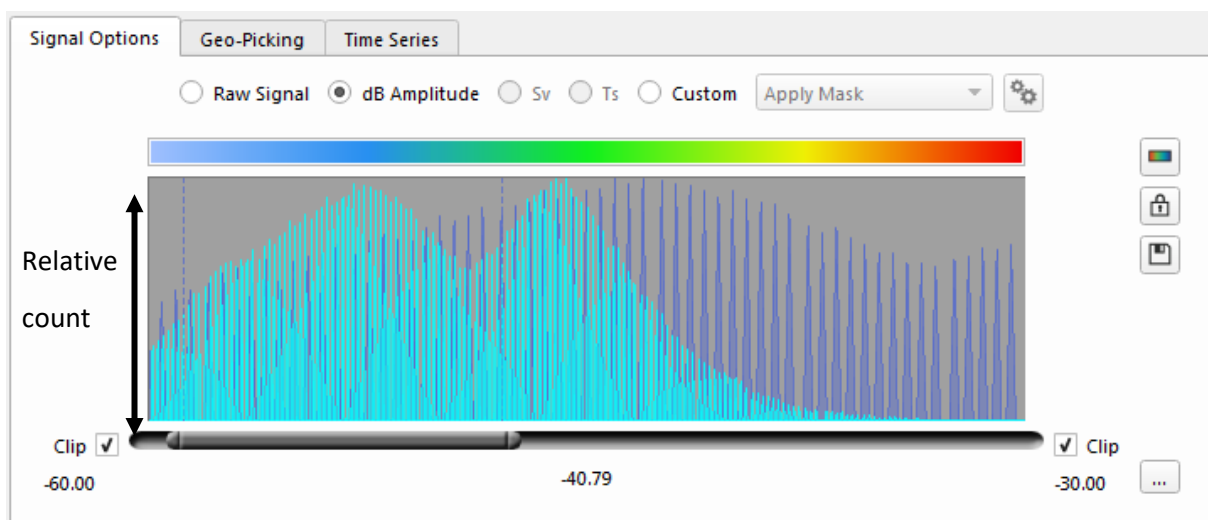 Signal Options Geo-Picking Time Series
Raw Signal dB Amplitude Sv Ts Custom Apply Mask
Relative
count
Clip Clip
-60.00 -40.79 -30.00 ...